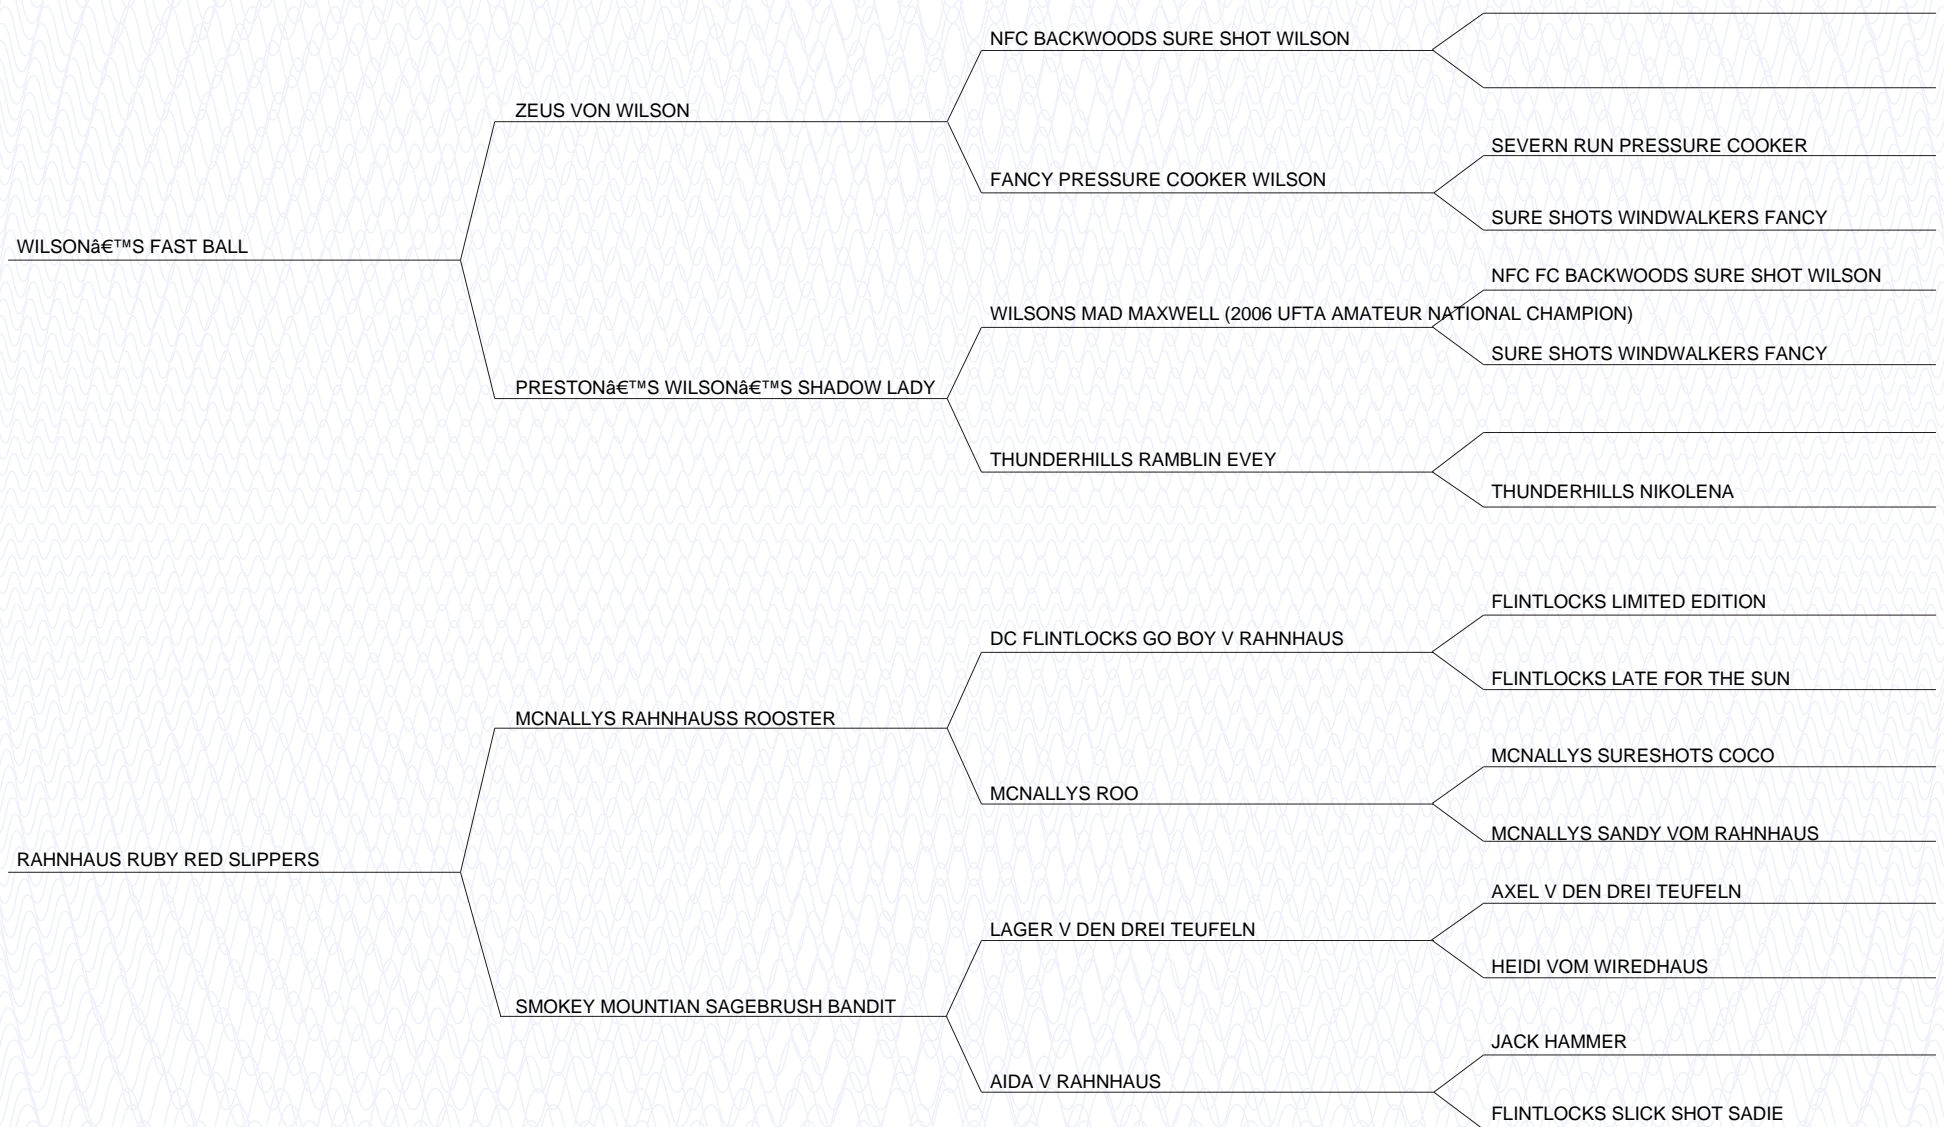 NFC BACKWOODS SURE SHOT WILSON
ZEUS VON WILSON
SEVERN RUN PRESSURE COOKER
FANCY PRESSURE COOKER WILSON
SURE SHOTS WINDWALKERS FANCY
WILSONâ€™S FAST BALL
NFC FC BACKWOODS SURE SHOT WILSON
WILSONS MAD MAXWELL (2006 UFTA AMATEUR NATIONAL CHAMPION)
SURE SHOTS WINDWALKERS FANCY
PRESTONâ€™S WILSONâ€™S SHADOW LADY
THUNDERHILLS RAMBLIN EVEY
THUNDERHILLS NIKOLENA
FLINTLOCKS LIMITED EDITION
DC FLINTLOCKS GO BOY V RAHNHAUS
FLINTLOCKS LATE FOR THE SUN
MCNALLYS RAHNHAUSS ROOSTER
MCNALLYS SURESHOTS COCO
MCNALLYS ROO
MCNALLYS SANDY VOM RAHNHAUS
RAHNHAUS RUBY RED SLIPPERS
AXEL V DEN DREI TEUFELN
LAGER V DEN DREI TEUFELN
HEIDI VOM WIREDHAUS
SMOKEY MOUNTIAN SAGEBRUSH BANDIT
JACK HAMMER
AIDA V RAHNHAUS
FLINTLOCKS SLICK SHOT SADIE